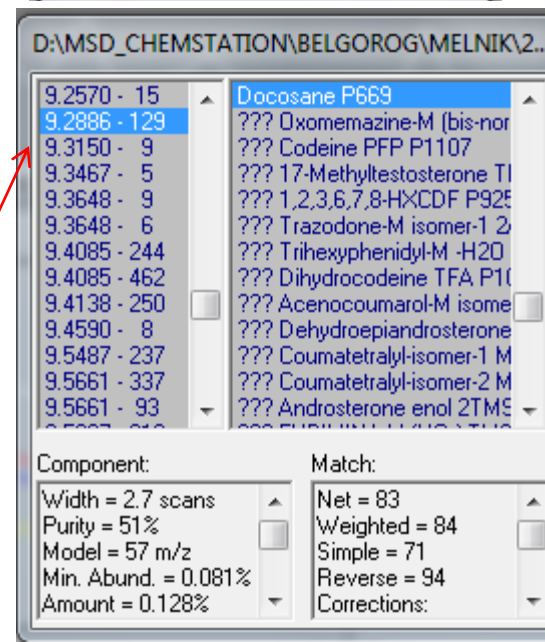 D:\MSD_CHEMSTATION\BELGOROG\MELNIK\2...
9.2570 - 15
9.2886 - 129
9.3150 - 9
9.3467 - 5
9.3648 - 9
9.3648 - 6
9.4085 - 244
9.4085 - 462
9.4138 - 250
9.4590 - 8
9.5487 - 237
9.5661 - 337
9.5661 - 93
Docosane P669
??? Oxomemazine-M (bis-nor
??? Codeine PFP P1107
??? 17-Methyltestosterone
??? 1,2,3,6,7,8-HXCDF P925
??? Trazodone-M isomer-1
??? Trihexyphenidyl-M -H2O
??? Dihydrocodeine TFA
??? Acenocoumarol-M isome
??? Dehydroepiandrosterone
??? Coumatetralyl-isomer-1 M
??? Coumatetralyl-isomer-2 M
??? Androsterone enol 2TMS
Component:
Width = 2.7 scans
Purity = 51%
Model = 57 m/z
Min. Abund. = 0.081%
Amount = 0.128%
Match:
Net = 83
Weighted = 84
Simple = 71
Reverse = 94
Corrections: